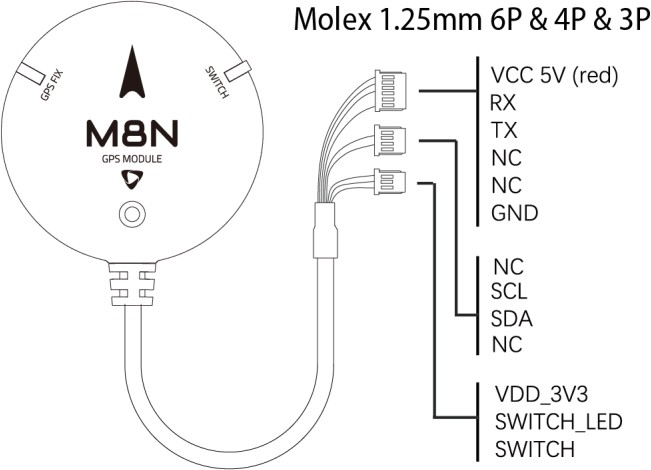 Molex 1.25mm 6P & 4P & 3P
GPS FIX
SWITCH
M8N
GPS MODULE
VCC 5V (red)
RX
TX
NC
NC
GND
NC
SCL
SDA
NC
VDD_3V3
SWITCH_LED
SWITCH